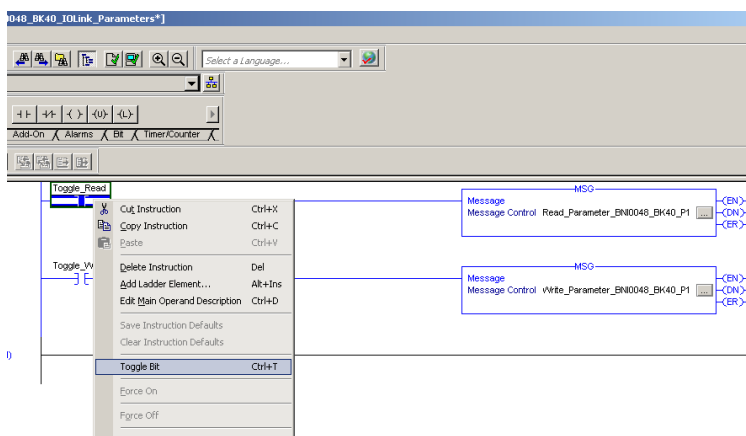 0048_BK40_IOLink_Parameters*]
Select a Language...
Add-On Alarms Bit Timer/Counter
Toggle_Read
MSG
Message
Message Control Read_Parameter_BNI0048_BK40_P1 ...
(EN)
(DN)
(ER)
Cut Instruction Ctrl+X
Copy Instruction Ctrl+C
Paste Ctrl+V
Delete Instruction Del
Add Ladder Element... Alt+Ins
Edit Main Operand Description Ctrl+D
Save Instruction Defaults
Clear Instruction Defaults
Toggle Bit Ctrl+T
Force On
Force Off
Toggle_W
MSG
Message
Message Control Write_Parameter_BNI0048_BK40_P1 ...
(EN)
(DN)
(ER)